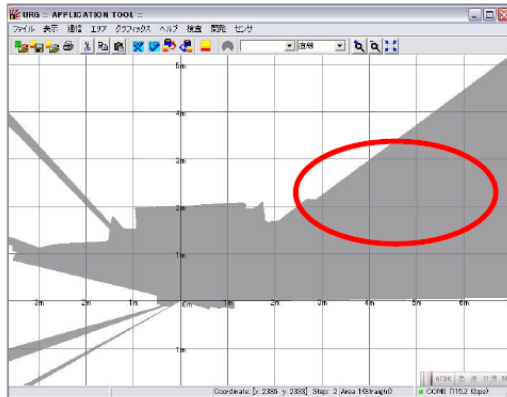 URG :: APPLICATION TOOL ::
ファイル 表示 通信 エリア グラフィックス ヘルプ 検査 開発 センサ
直線
5m
4m
3m
2m
1m
3m 2m 1m 0m 1m 2m 3m 4m 5m 6m
1m
Coordinate: [x: 2386 y: 2333] Step: 2 Area 1(Straight) COM6 (115.2 Kbps)